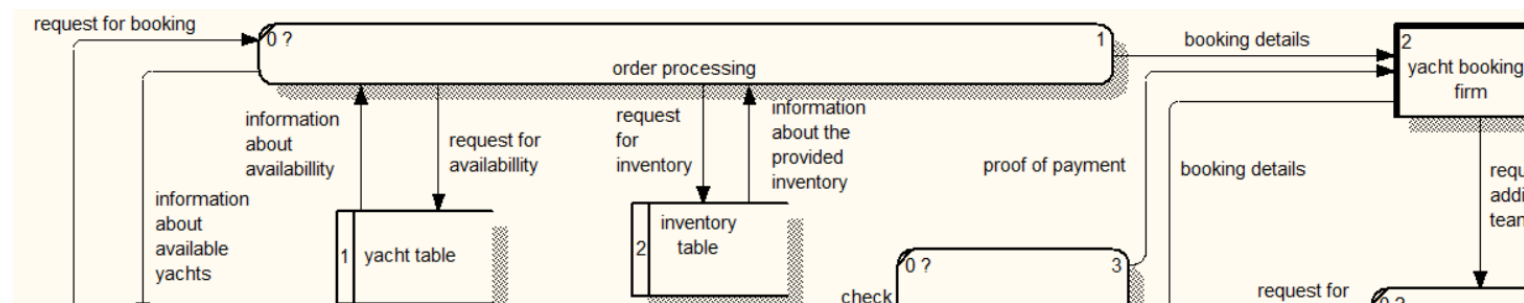 request for booking
0 ?
1
order processing
booking details
2
yacht booking
firm
information
about
availabillity
request for
availabillity
request
for
inventory
information
about the
provided
inventory
proof of payment
booking details
information
about
available
yachts
1
yacht table
2
inventory
table
0 ?
3
check
request for
0 ?